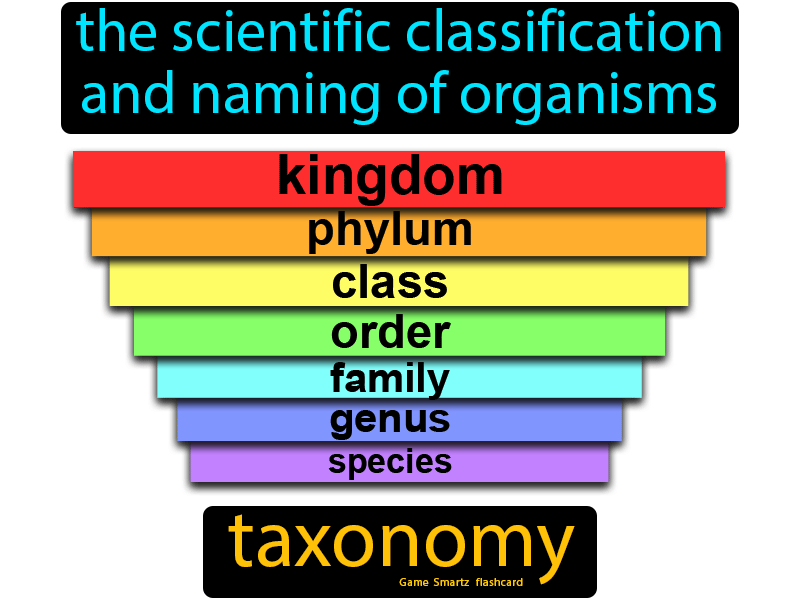 the scientific classification
and naming of organisms
kingdom
phylum
class
order
family
genus
species
taxonomy
Game Smartz flashcard